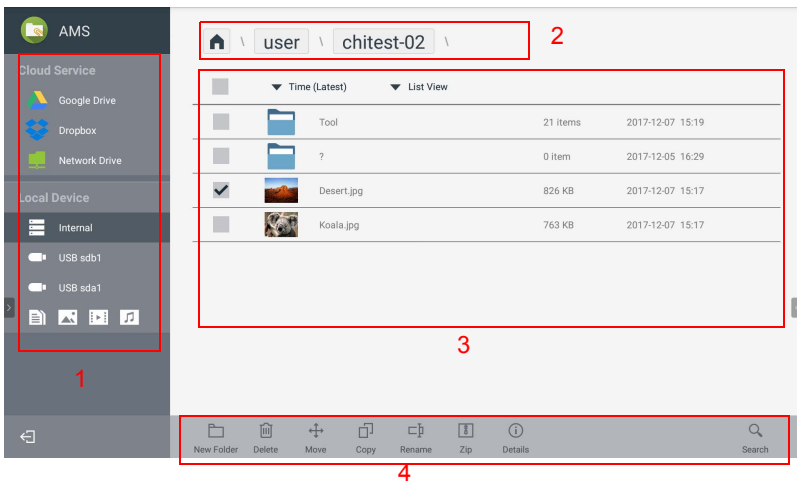 AMS
Cloud Service
Google Drive
Dropbox
Network Drive
Local Device
Internal
USB sdb1
USB sda1
1
\ user \ chitest-02 \
2
Time (Latest) List View
Tool 21 items 2017-12-07 15:19
? 0 item 2017-12-05 16:29
Desert.jpg 826 KB 2017-12-07 15:17
Koala.jpg 763 KB 2017-12-07 15:17
3
New Folder Delete Move Copy Rename Zip Details Search
4